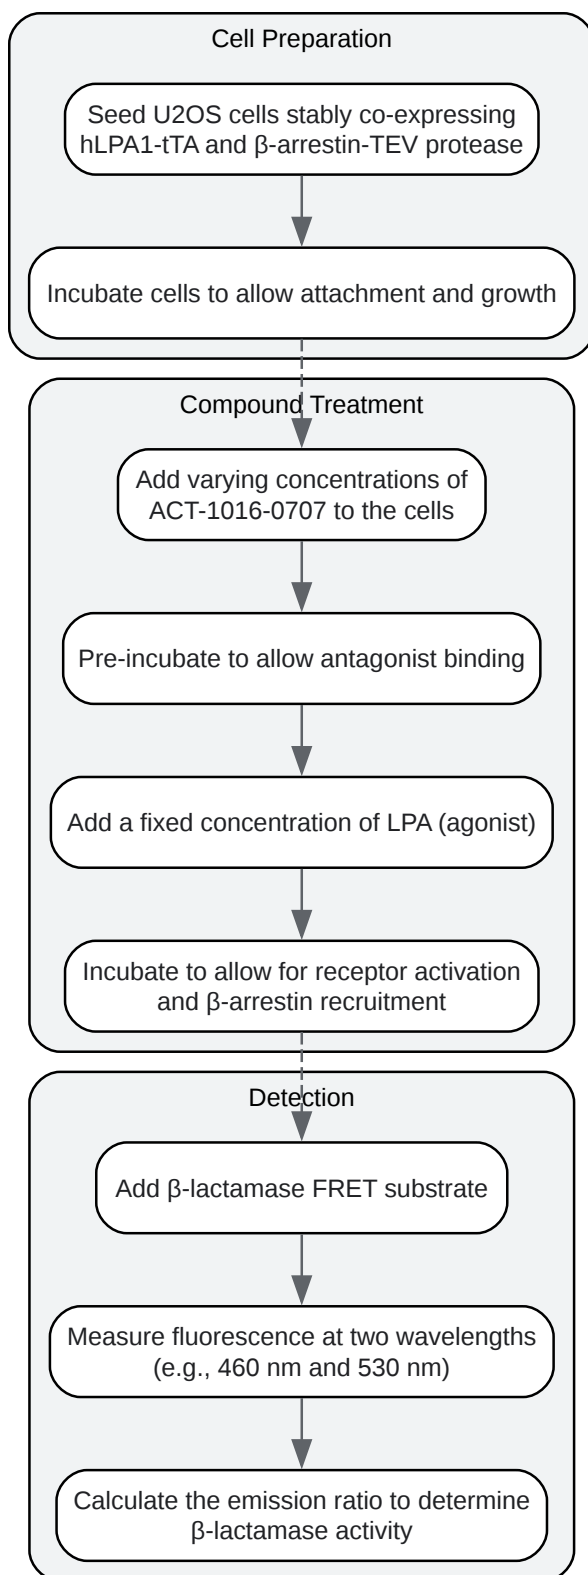 Cell Preparation
Seed U2OS cells stably co-expressing
hLPA1-tTA and β-arrestin-TEV protease
Incubate cells to allow attachment and growth
Compound Treatment
Add varying concentrations of
ACT-1016-0707 to the cells
Pre-incubate to allow antagonist binding
Add a fixed concentration of LPA (agonist)
Incubate to allow for receptor activation
and β-arrestin recruitment
Detection
Add β-lactamase FRET substrate
Measure fluorescence at two wavelengths
(e.g., 460 nm and 530 nm)
Calculate the emission ratio to determine
β-lactamase activity